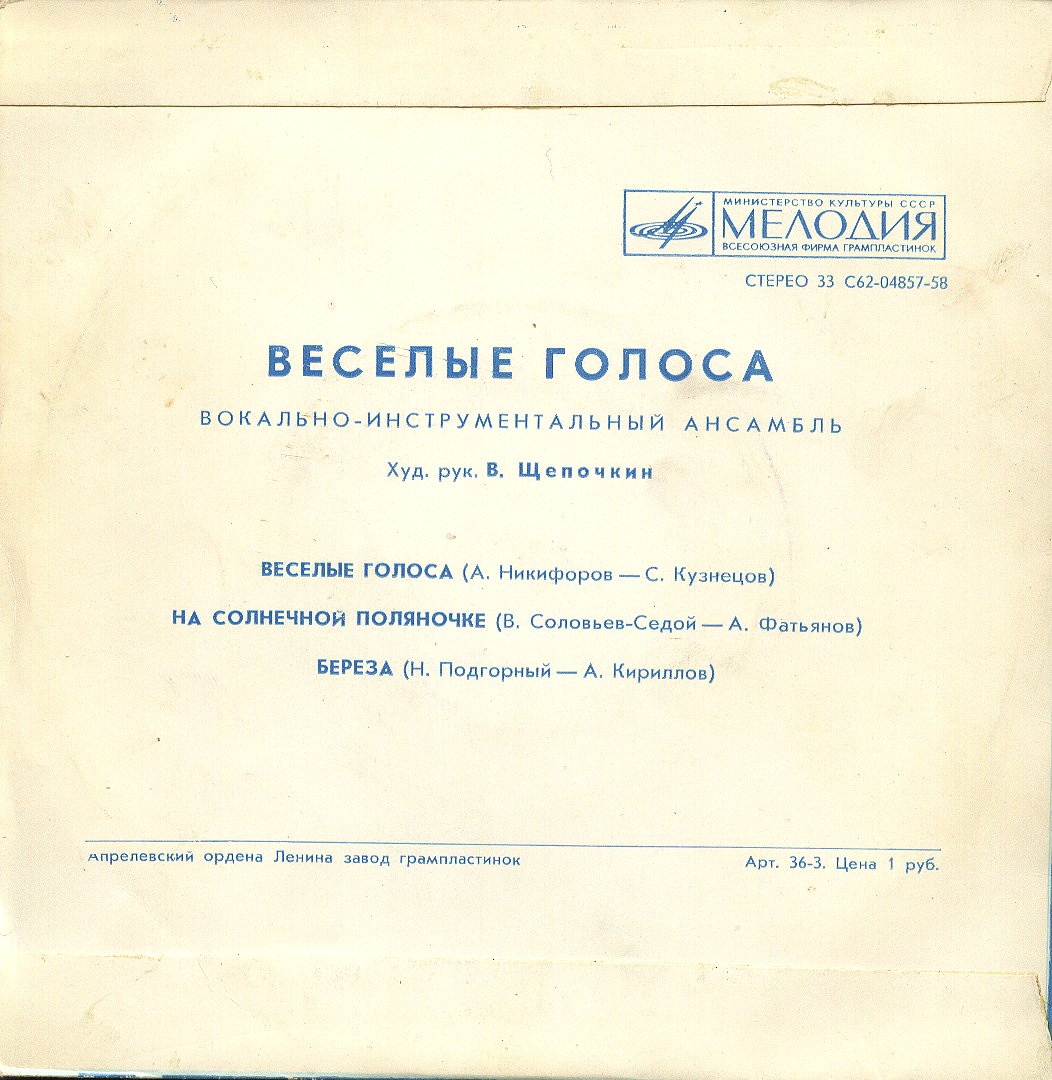 МИНИСТЕРСТВО КУЛЬТУРЫ СССР
МЕЛОДИЯ
ВСЕСОЮЗНАЯ ФИРМА ГРАМПЛАСТИНОК
СТЕРЕО 33 С62-04857-58
ВЕСЕЛЫЕ ГОЛОСА
ВОКАЛЬНО-ИНСТРУМЕНТАЛЬНЫЙ АНСАМБЛЬ
Худ. рук. В. Щепочкин
ВЕСЕЛЫЕ ГОЛОСА (А. Никифоров — С. Кузнецов)
НА СОЛНЕЧНОЙ ПОЛЯНОЧКЕ (В. Соловьев-Седой — А. Фатьянов)
БЕРЕЗА (Н. Подгорный — А. Кириллов)
Апрелевский ордена Ленина завод грампластинок
Арт. 36-3. Цена 1 руб.